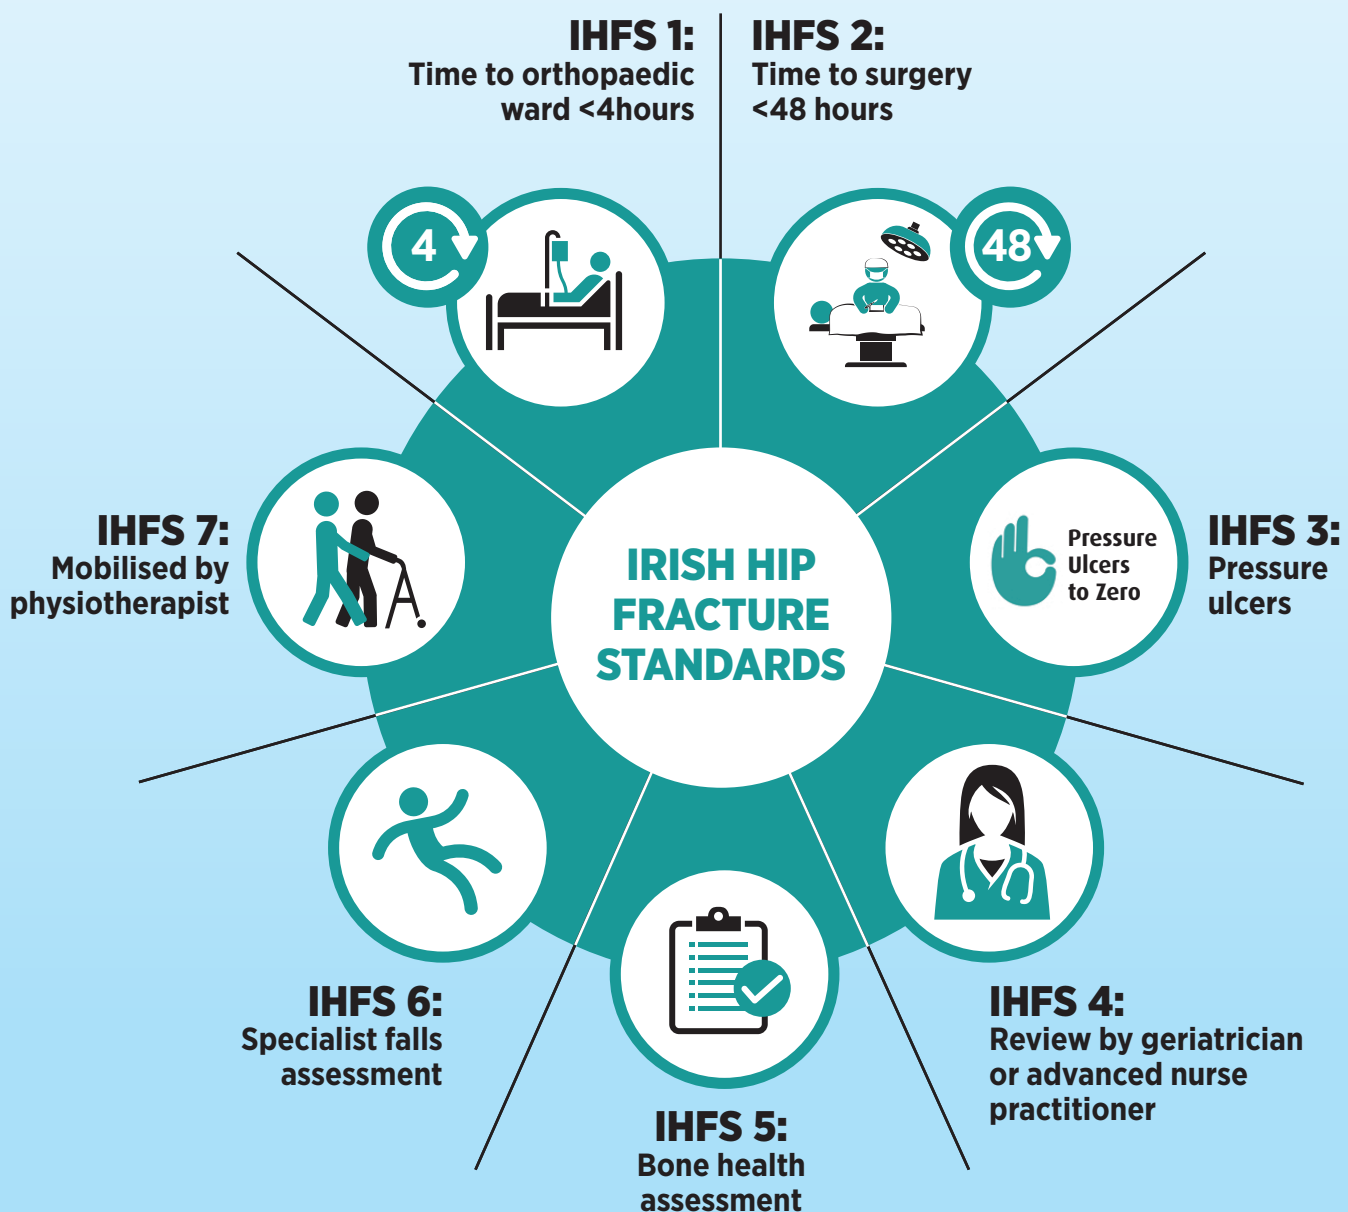 IHFS 1:
Time to orthopaedic
ward <4hours
IHFS 2:
Time to surgery
<48 hours
4
48
IHFS 3:
Pressure
ulcers
Pressure
Ulcers
to Zero
IHFS 7:
Mobilised by
physiotherapist
IRISH HIP
FRACTURE
STANDARDS
IHFS 6:
Specialist falls
assessment
IHFS 4:
Review by geriatrician
or advanced nurse
practitioner
IHFS 5:
Bone health
assessment